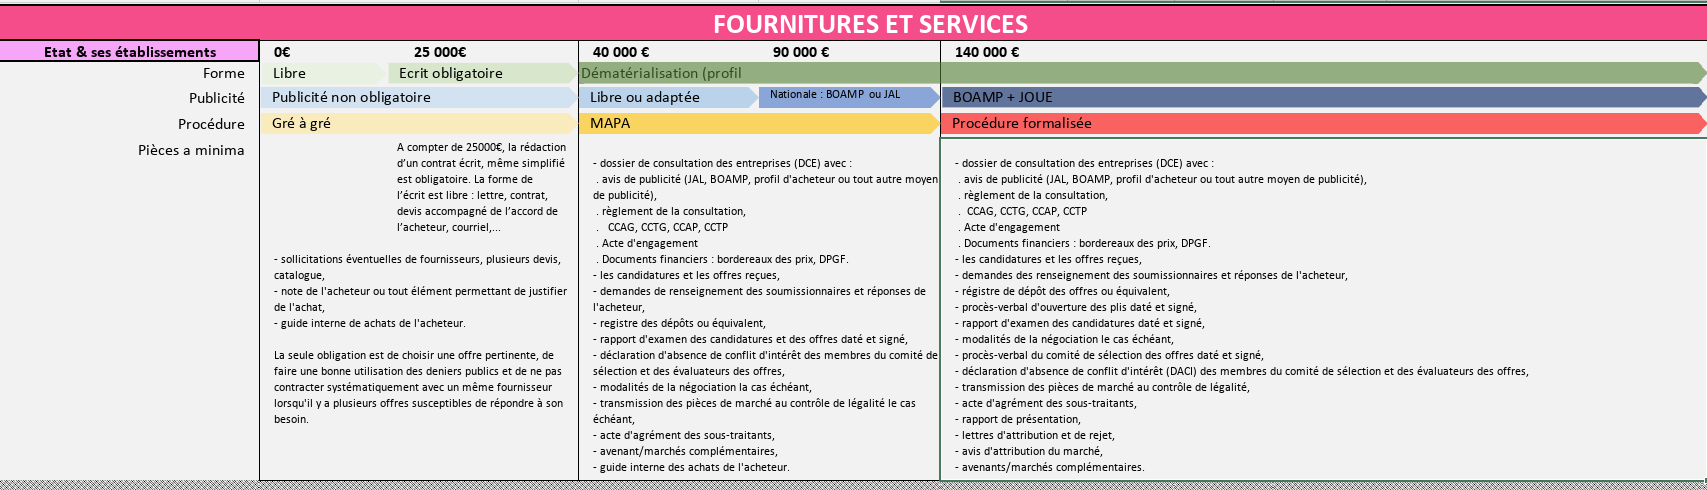 FOURNITURES ET SERVICES
Etat & ses établissements
0€ 25 000€ 40 000 € 90 000 € 140 000 €
Forme Libre Ecrit obligatoire Dématérialisation (profil
Publicité Publicité non obligatoire Libre ou adaptée Nationale : BOAMP ou JAL BOAMP + JOUE
Procédure Gré à gré MAPA Procédure formalisée
Pièces a minima
A compter de 25000€, la rédaction
d’un contrat écrit, même simplifié
est obligatoire. La forme de
l’écrit est libre : lettre, contrat,
devis accompagné de l’accord de
l’acheteur, courriel,...
- sollicitations éventuelles de fournisseurs, plusieurs devis,
catalogue,
- note de l'acheteur ou tout élément permettant de justifier
de l'achat,
- guide interne de achats de l'acheteur.
La seule obligation est de choisir une offre pertinente, de
faire une bonne utilisation des deniers publics et de ne pas
contracter systématiquement avec un même fournisseur
lorsqu'il y a plusieurs offres susceptibles de répondre à son
besoin.
- dossier de consultation des entreprises (DCE) avec :
. avis de publicité (JAL, BOAMP, profil d'acheteur ou tout autre moyen
de publicité),
. règlement de la consultation,
. CCAG, CCTG, CCAP, CCTP
. Acte d'engagement
. Documents financiers : bordereaux des prix, DPGF.
- les candidatures et les offres reçues,
- demandes de renseignement des soumissionnaires et réponses de
l'acheteur,
- registre des dépôts ou équivalent,
- rapport d'examen des candidatures et des offres daté et signé,
- déclaration d'absence de conflit d'intérêt des membres du comité de
sélection et des évaluateurs des offres,
- modalités de la négociation la cas échéant,
- transmission des pièces de marché au contrôle de légalité le cas
échéant,
- acte d'agrément des sous-traitants,
- avenant/marchés complémentaires,
- guide interne des achats de l'acheteur.
- dossier de consultation des entreprises (DCE) avec :
. avis de publicité (JAL, BOAMP, profil d'acheteur ou tout autre moyen de publicité),
. règlement de la consultation,
. CCAG, CCTG, CCAP, CCTP
. Acte d'engagement
. Documents financiers : bordereaux des prix, DPGF.
- les candidatures et les offres reçues,
- demandes des renseignement des soumissionnaires et réponses de l'acheteur,
- régistre de dépôt des offres ou équivalent,
- procès-verbal d'ouverture des plis daté et signé,
- rapport d'examen des candidatures daté et signé,
- modalités de la négociation le cas échéant,
- procès-verbal du comité de sélection des offres daté et signé,
- déclaration d'absence de conflit d'intérêt (DACI) des membres du comité de sélection et des évaluateurs des offres,
- transmission des pièces de marché au contrôle de légalité,
- acte d'agrément des sous-traitants,
- rapport de présentation,
- lettres d'attribution et de rejet,
- avis d'attribution du marché,
- avenants/marchés complémentaires.